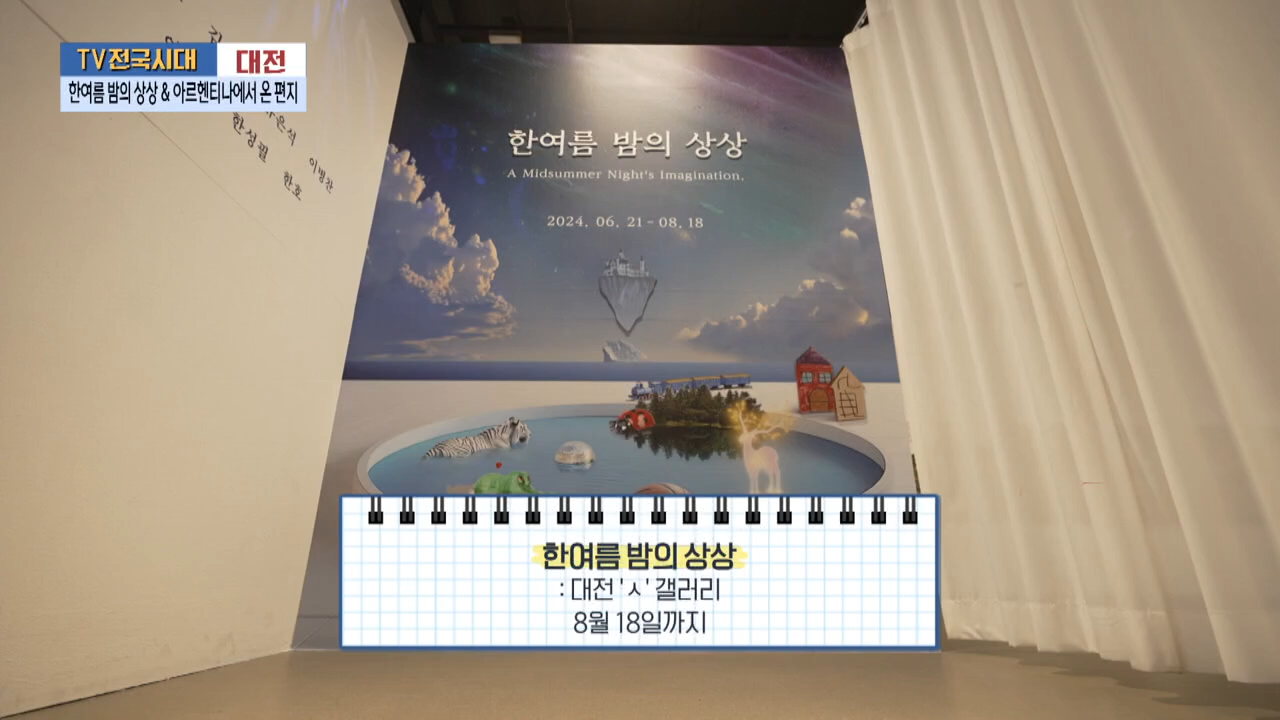 TV전국시대 대전
한여름 밤의 상상 & 아르헨티나에서 온 편지
한성필
이병찬
한호
한여름 밤의 상상
A Midsummer Night's Imagination.
2024. 06. 21 - 08. 18
한여름 밤의 상상
: 대전 'ㅅ' 갤러리
8월 18일까지